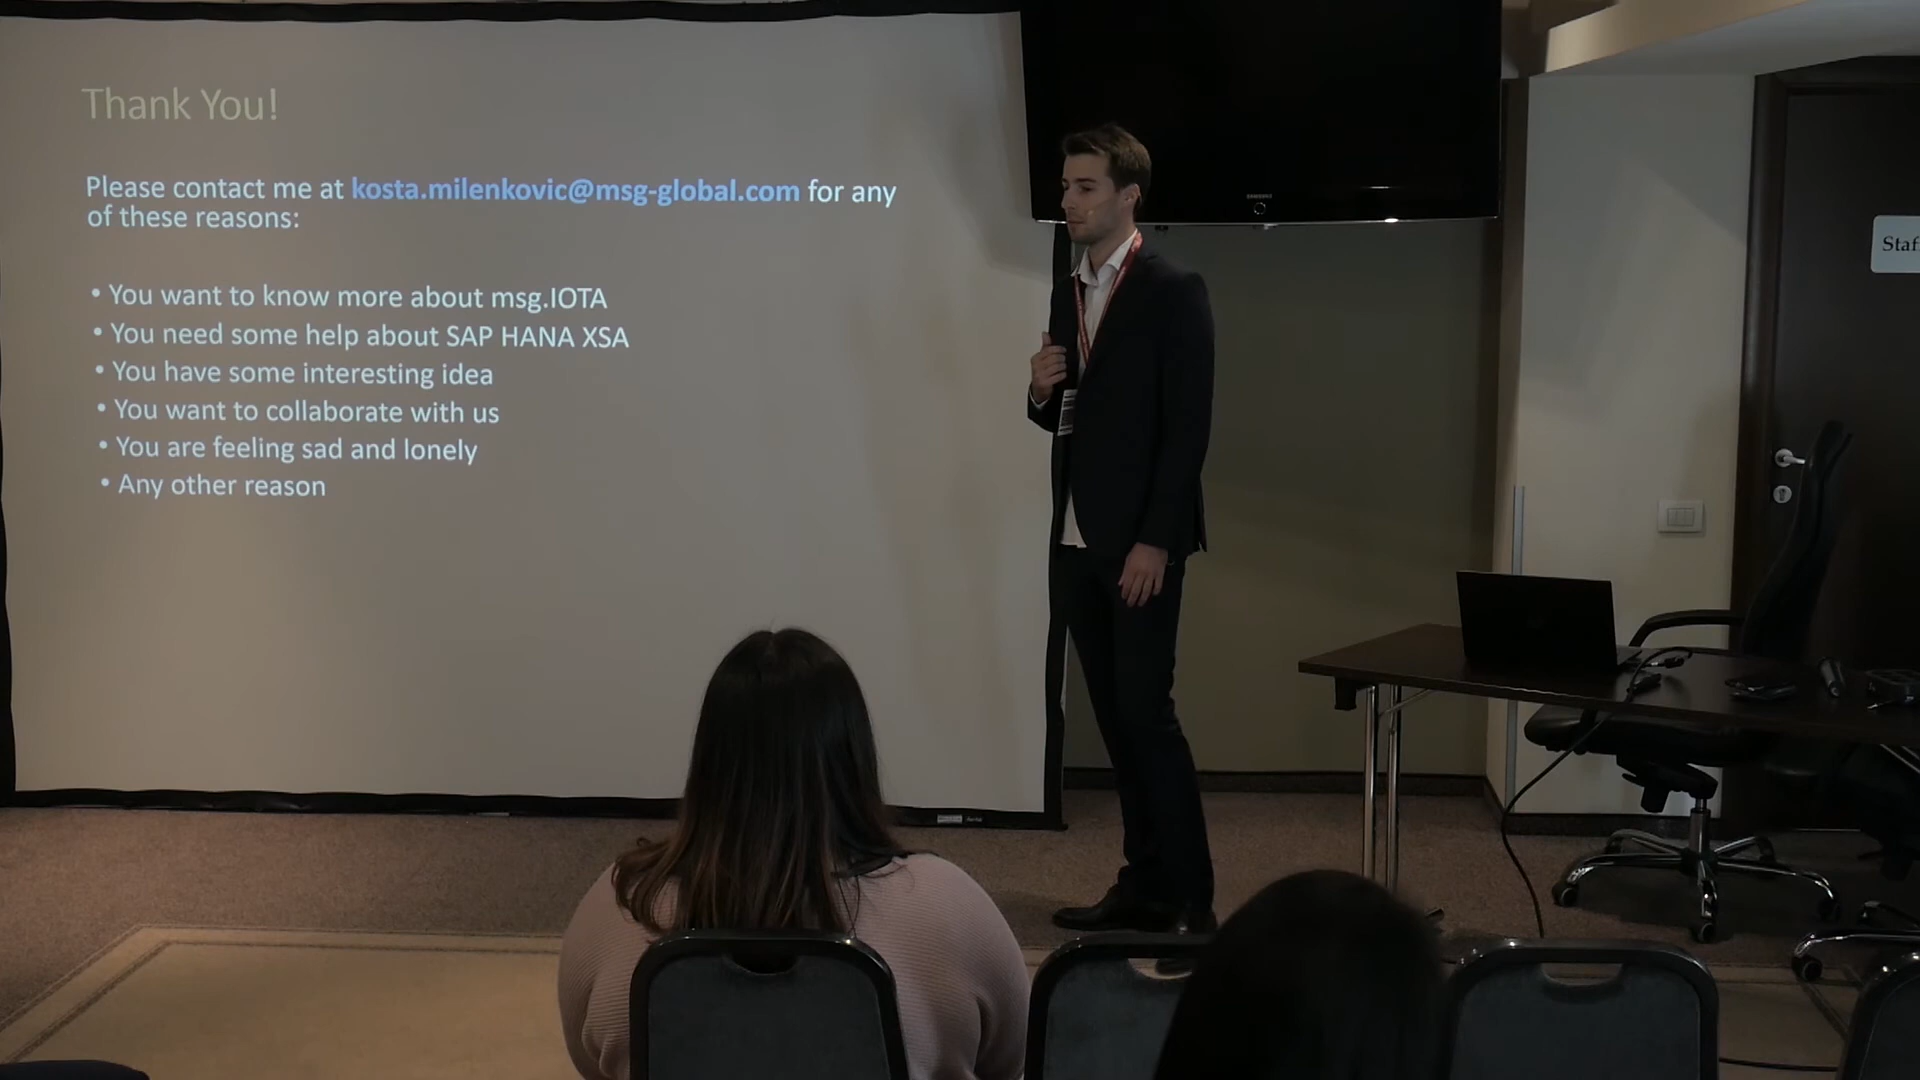 Thank You!
Please contact me at kosta.milenkovic@msg-global.com for any
of these reasons:
• You want to know more about msg.IOTA
• You need some help about SAP HANA XSA
• You have some interesting idea
• You want to collaborate with us
• You are feeling sad and lonely
• Any other reason
SAMSUNG
Staf